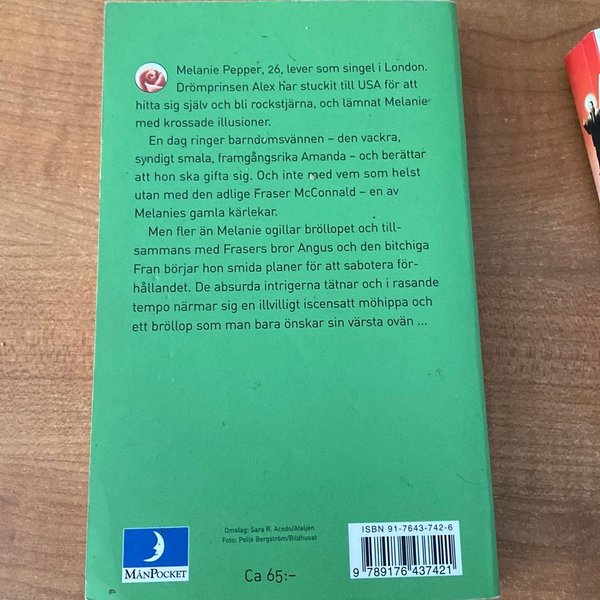 Melanie Pepper, 26, lever som singel i London.
Drömprinsen Alex har stuckit till USA för att
hitta sig själv och bli rockstjärna, och lämnat Melanie
med krossade illusioner.
En dag ringer barndomsvännen – den vackra,
syndigt smala, framgångsrika Amanda – och berättar
att hon ska gifta sig. Och inte med vem som helst
utan med den adlige Fraser McConnald – en av
Melanies gamla kärlekar.
Men fler än Melanie ogillar bröllopet och till-
sammans med Frasers bror Angus och den bitchiga
Fran börjar hon smida planer för att sabotera för-
hållandet. De absurda intrigerna tätnar och i rasande
tempo närmar sig en illvilligt iscensatt möhippa och
ett bröllop som man bara önskar sin värsta ovän ...
Omslag: Sara R. Acedo/Ateljén
Foto: Pelle Bergström/Bildhuset
MÅNPOCKET
Ca 65:–
ISBN 91-7643-742-6
9 789176 437421